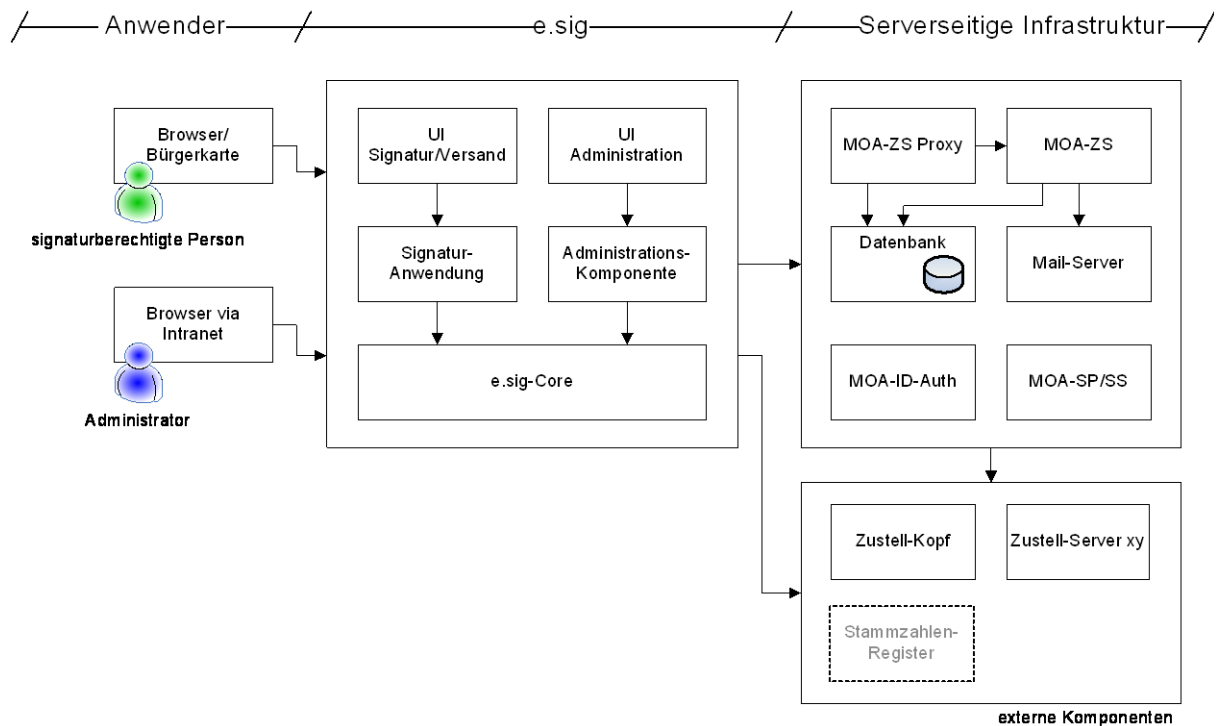 Anwender
e.sig
Serverseitige Infrastruktur
Browser/
Bürgerkarte
signaturberechtigte Person
Browser via
Intranet
Administrator
UI
Signatur/Versand
UI
Administration
Signatur-
Anwendung
Administrations-
Komponente
e.sig-Core
MOA-ZS Proxy
MOA-ZS
Datenbank
Mail-Server
MOA-ID-Auth
MOA-SP/SS
Zustell-Kopf
Zustell-Server xy
Stammzahlen-
Register
externe Komponenten